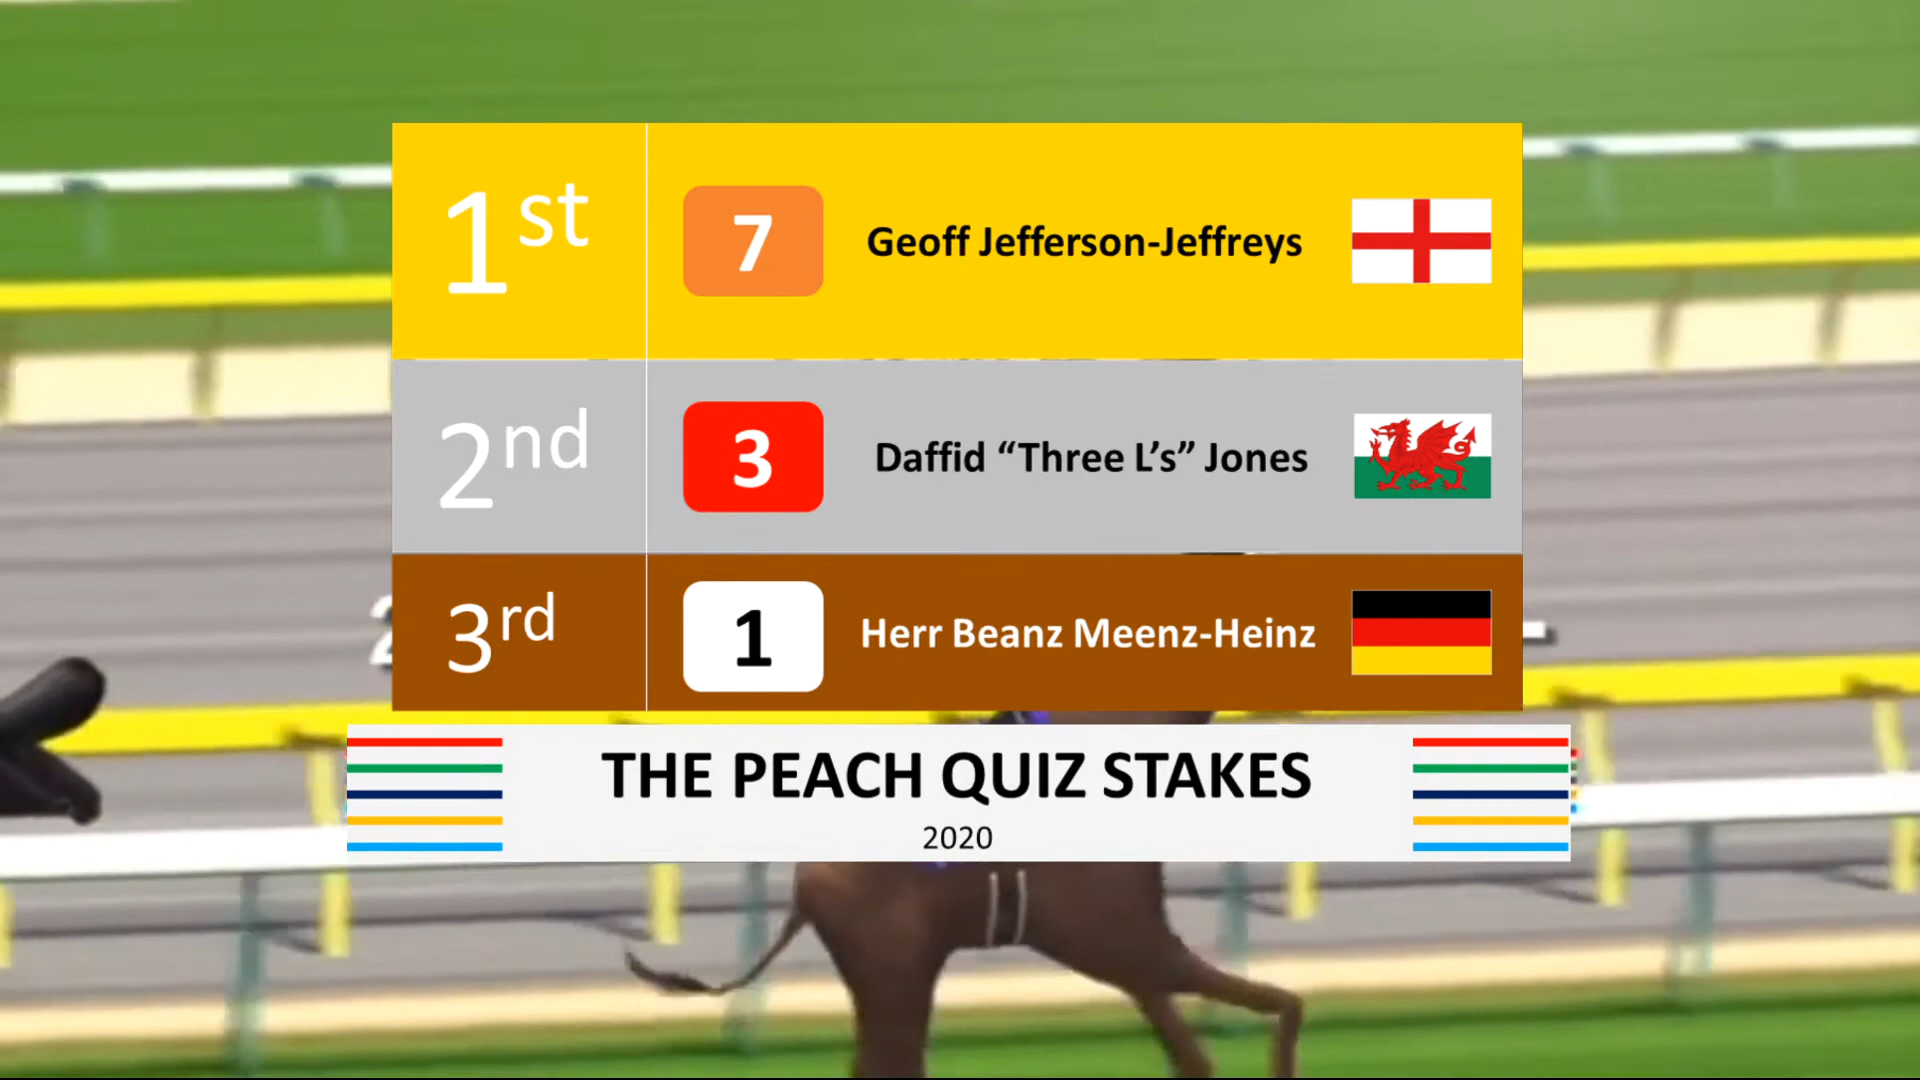 1st 7 Geoff Jefferson-Jeffreys
2nd 3 Daffid “Three L’s” Jones
3rd 1 Herr Beanz Meenz-Heinz
THE PEACH QUIZ STAKES
2020